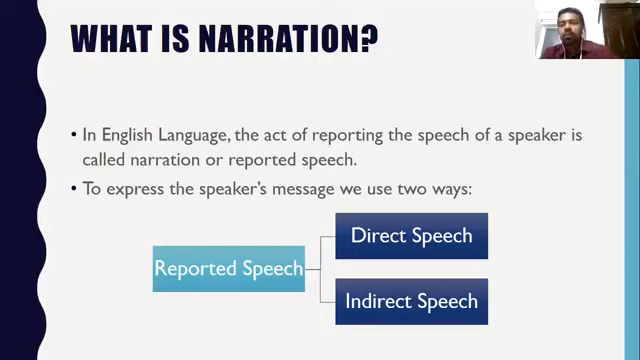 WHAT IS NARRATION?
• In English Language, the act of reporting the speech of a speaker is
called narration or reported speech.
• To express the speaker's message we use two ways:
Direct Speech
Reported Speech
Indirect Speech